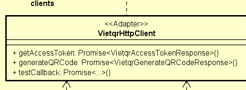 clients
<<Adapter>>
VietqrHttpClient
+ getAccessToken: Promise<VietqrAccessTokenResponse>()
+ generateQRCode: Promise<VietqrGenerateQRCodeResponse>()
+ testCallback: Promise<...>()